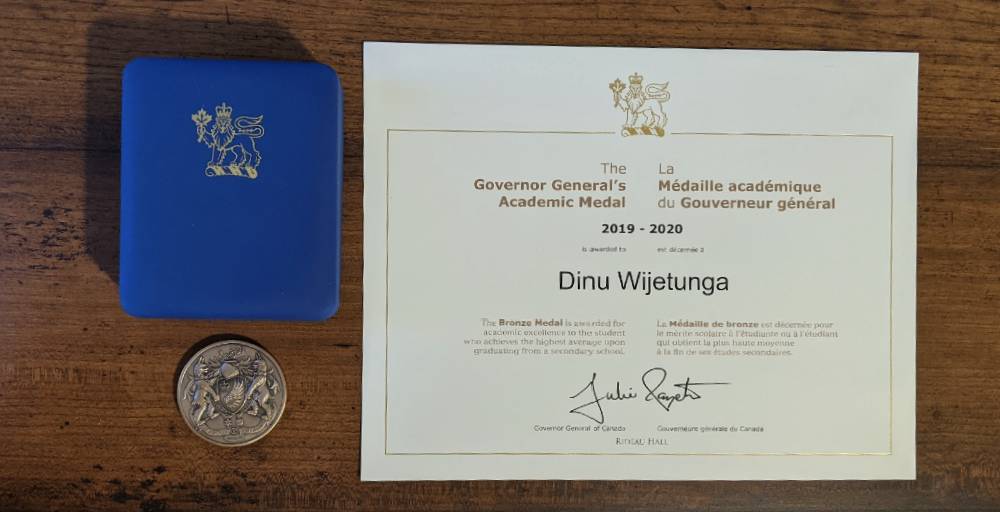 The
Governor General's
Academic Medal
La
Médaille académique
du Gouverneur général
2019 - 2020
is awarded to
est décernée à
Dinu Wijetunga
The Bronze Medal is awarded for
academic excellence to the student
who achieves the highest average upon
graduating from a secondary school.
La Médaille de bronze est décernée pour
le mérite scolaire à l'étudiante ou à l'étudiant
qui obtient la plus haute moyenne
à la fin de ses études secondaires.
Julie Payette
Governor General of Canada
Gouverneure générale du Canada
RIDEAU HALL